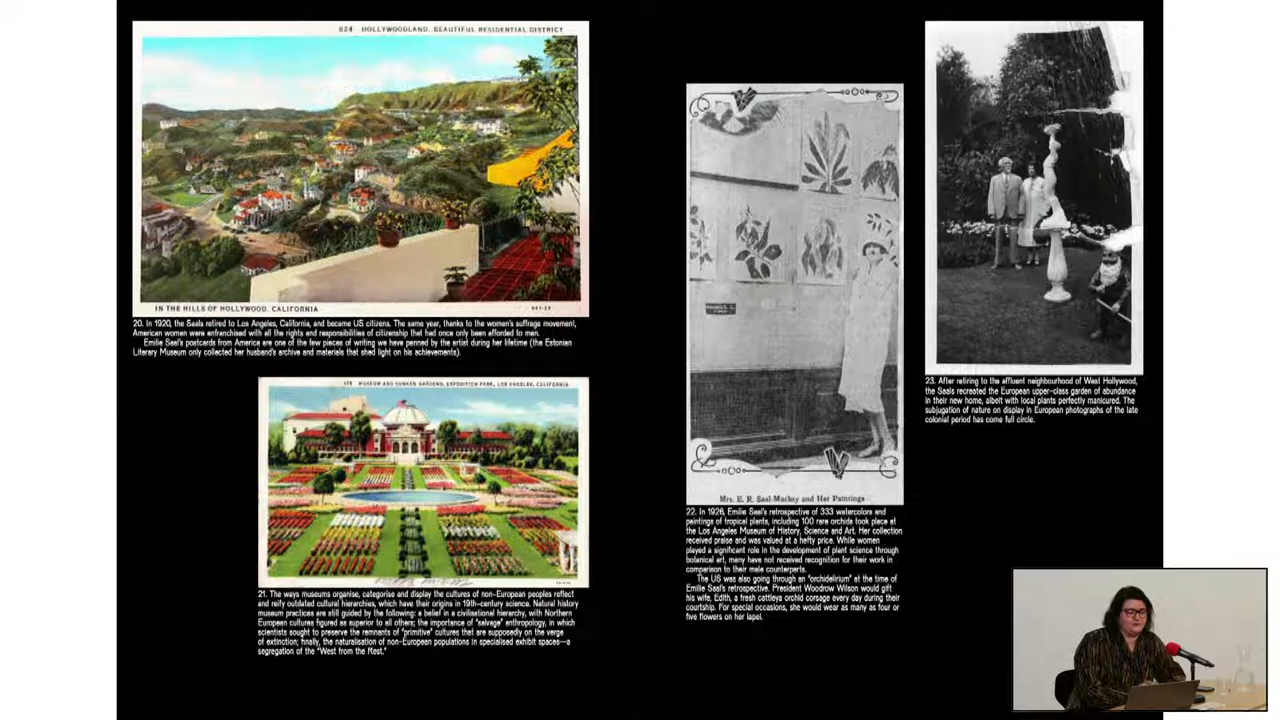 624 HOLLYWOODLAND. BEAUTIFUL RESIDENTIAL DISTRICT
IN THE HILLS OF HOLLYWOOD, CALIFORNIA
20. In 1920, the Saals retired to Los Angeles, California, and became US citizens. The same year, thanks to the women's suffrage movement,
American women were enfranchised with all the rights and responsibilities of citizenship that had once only been afforded to men.
Emilie Saal's postcards from America are one of the few pieces of writing we have penned by the artist during her lifetime (the Estonian
Literary Museum only collected her husband's archive and materials that shed light on his achievements).
MUSEUM AND SUNKEN GARDENS, EXPOSITION PARK, LOS ANGELES, CALIFORNIA
21. The ways museums organise, categorise and display the cultures of non-European peoples reflect
and reify outdated cultural hierarchies, which have their origins in 19th-century science. Natural history
museum practices are still guided by the following: a belief in a civilisational hierarchy, with Northern
European cultures figured as superior to all others; the importance of "salvage" anthropology, in which
scientists sought to preserve the remnants of "primitive" cultures that are supposedly on the verge
of extinction; finally, the naturalisation of non-European populations in specialised exhibit spaces—a
segregation of the "West from the Rest."
Mrs. E. R. Saal-Mackay and Her Paintings
22. In 1926, Emilie Saal's retrospective of 333 watercolors and
paintings of tropical plants, including 100 rare orchids took place at
the Los Angeles Museum of History, Science and Art. Her collection
received praise and was valued at a hefty price. While women
played a significant role in the development of plant science through
botanical art, many have not received recognition for their work in
comparison to their male counterparts.
The US was also going through an "orchidelirium" at the time of
Emilie Saal's retrospective. President Woodrow Wilson would gift
his wife, Edith, a fresh cattleya orchid corsage every day during their
courtship. For special occasions, she would wear as many as four or
five flowers on her lapel.
23. After retiring to the affluent neighbourhood of West Hollywood,
the Saals recreated the European upper-class garden of abundance
in their new home, albeit with local plants perfectly manicured. The
subjugation of nature on display in European photographs of the late
colonial period has come full circle.